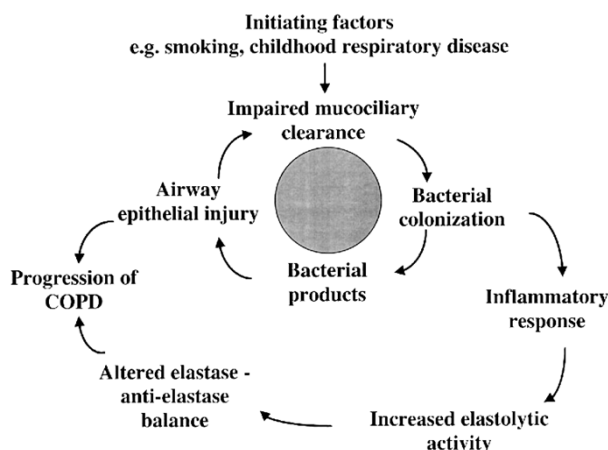 Initiating factors
e.g. smoking, childhood respiratory disease
Impaired mucociliary
clearance
Airway
epithelial injury
Bacterial
colonization
Bacterial
products
Progression of
COPD
Inflammatory
response
Altered elastase -
anti-elastase
balance
Increased elastolytic
activity